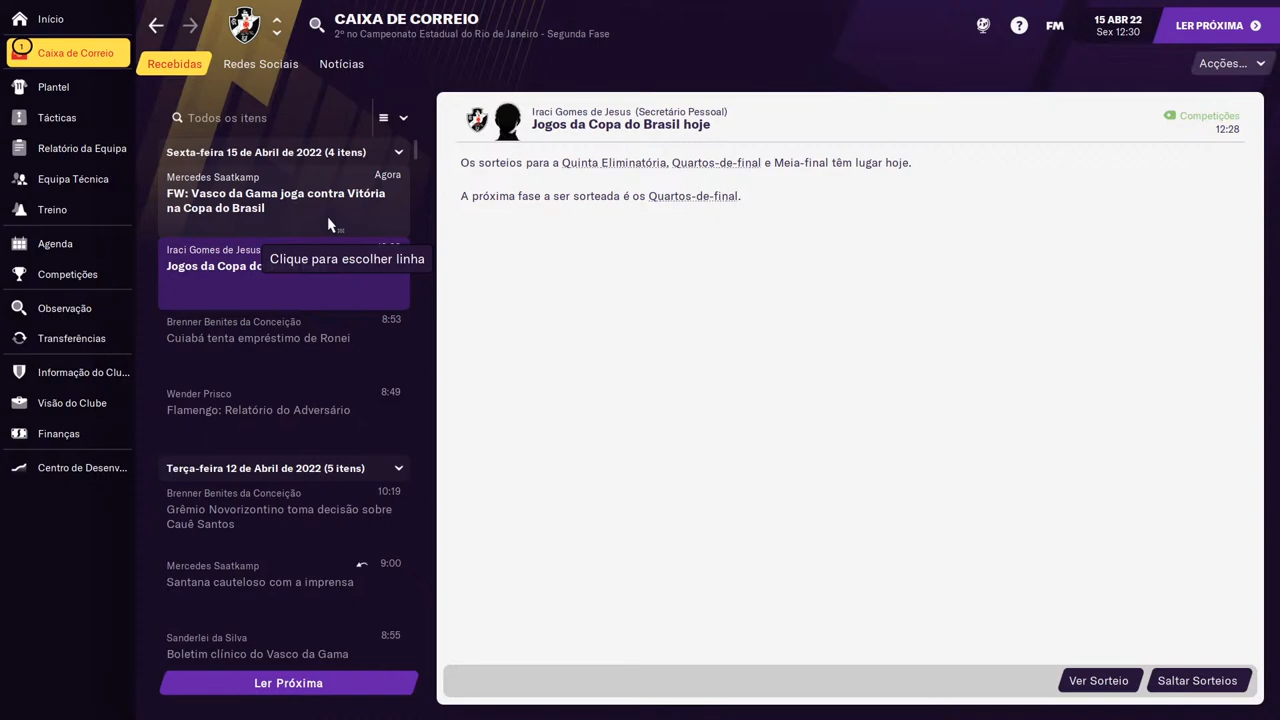 Início
1
Caixa de Correio
Plantel
Tácticas
Relatório da Equipa
Equipa Técnica
Treino
Agenda
Competições
Observação
Transferências
Informação do Clu...
Visão do Clube
Finanças
Centro de Desenv...
CAIXA DE CORREIO
2º no Campeonato Estadual do Rio de Janeiro - Segunda Fase
FM
15 ABR 22
Sex 12:30
LER PRÓXIMA
Recebidas
Redes Sociais
Notícias
Acções...
Todos os itens
Sexta-feira 15 de Abril de 2022 (4 itens)
Mercedes Saatkamp
Agora
FW: Vasco da Gama joga contra Vitória
na Copa do Brasil
Iraci Gomes de Jesus
Jogos da Copa do
Clique para escolher linha
Brenner Benites da Conceição
8:53
Cuiabá tenta empréstimo de Ronei
Wender Prisco
8:49
Flamengo: Relatório do Adversário
Terça-feira 12 de Abril de 2022 (5 itens)
Brenner Benites da Conceição
10:19
Grêmio Novorizontino toma decisão sobre
Cauê Santos
Mercedes Saatkamp
9:00
Santana cauteloso com a imprensa
Sanderlei da Silva
8:55
Boletim clínico do Vasco da Gama
Ler Próxima
Iraci Gomes de Jesus (Secretário Pessoal)
Jogos da Copa do Brasil hoje
Competições
12:28
Os sorteios para a Quinta Eliminatória, Quartos-de-final e Meia-final têm lugar hoje.
A próxima fase a ser sorteada é os Quartos-de-final.
Ver Sorteio
Saltar Sorteios